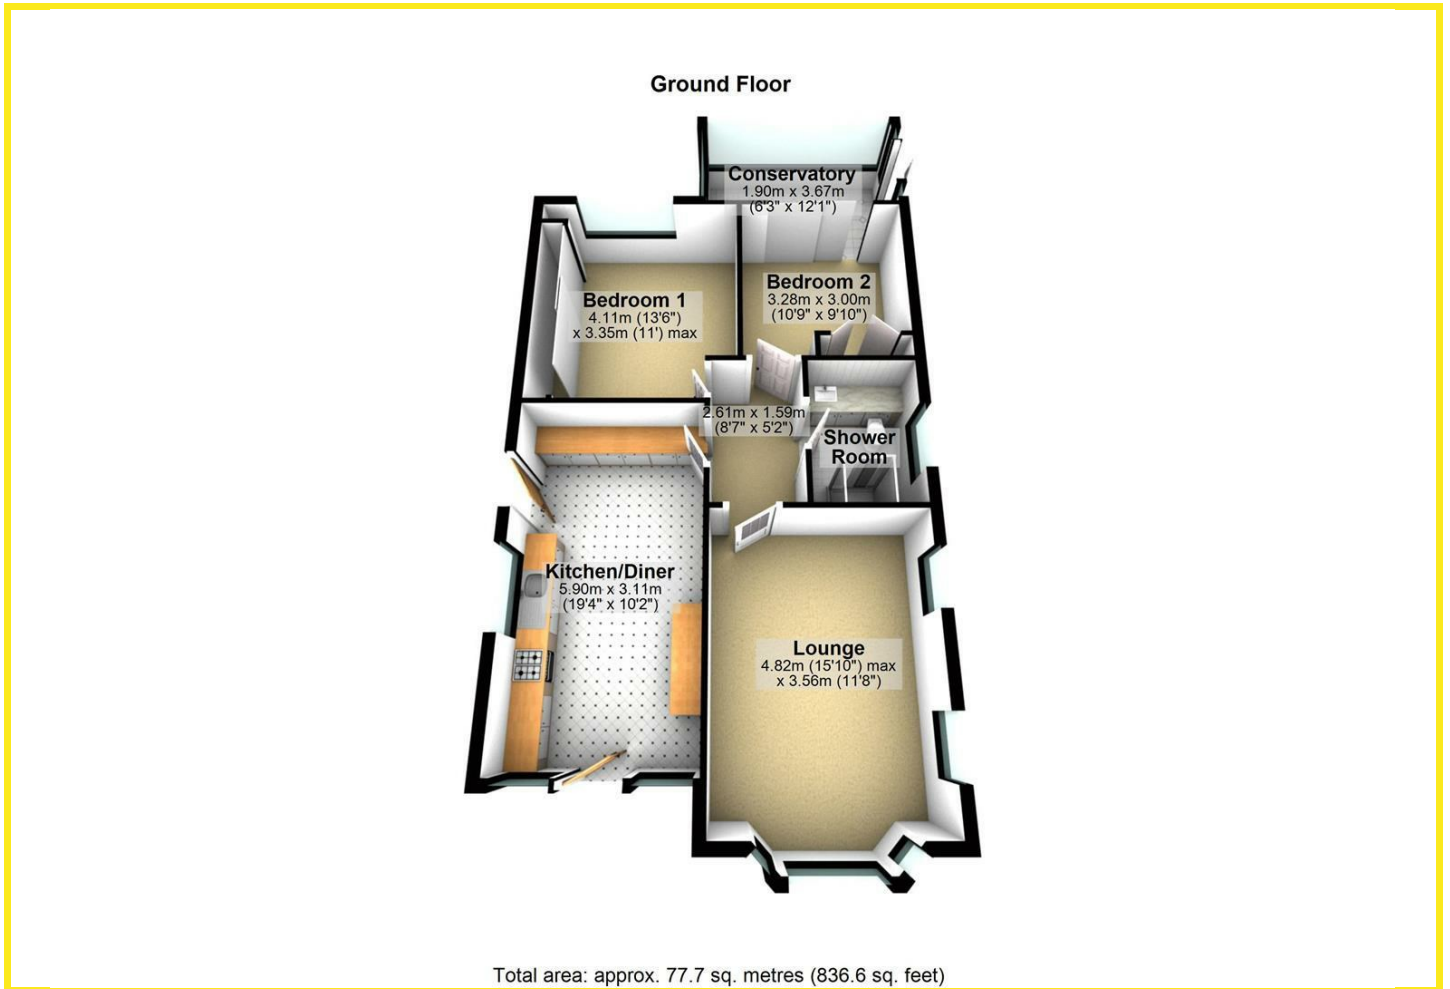 Ground Floor
Conservatory
1.90m x 3.67m
(6'3" x 12'1")
Bedroom 1
4.11m (13'6")
x 3.35m (11') max
Bedroom 2
3.28m x 3.00m
(10'9" x 9'10")
2.61m x 1.59m
(8'7" x 5'2")
Shower
Room
Kitchen/Diner
5.90m x 3.11m
(19'4" x 10'2")
Lounge
4.82m (15'10") max
x 3.56m (11'8")
Total area: approx. 77.7 sq. metres (836.6 sq. feet)